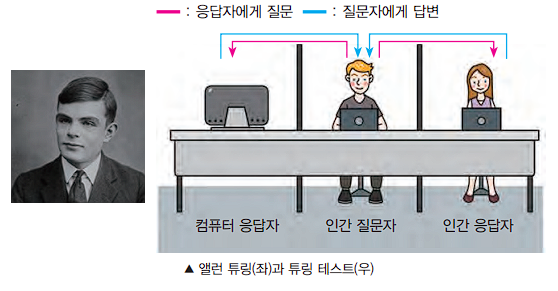 : 응답자에게 질문 : 질문자에게 답변
컴퓨터 응답자 인간 질문자 인간 응답자
▲ 앨런 튜링(좌)과 튜링 테스트(우)